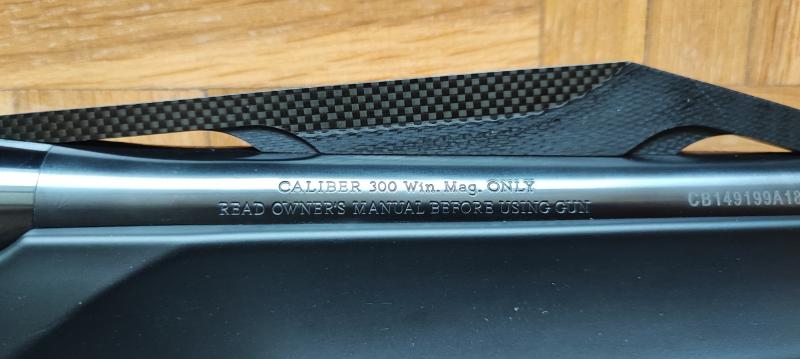 CALIBER 300 Win. Mag. ONLY
READ OWNER'S MANUAL BEFORE USING GUN
CB149199A18